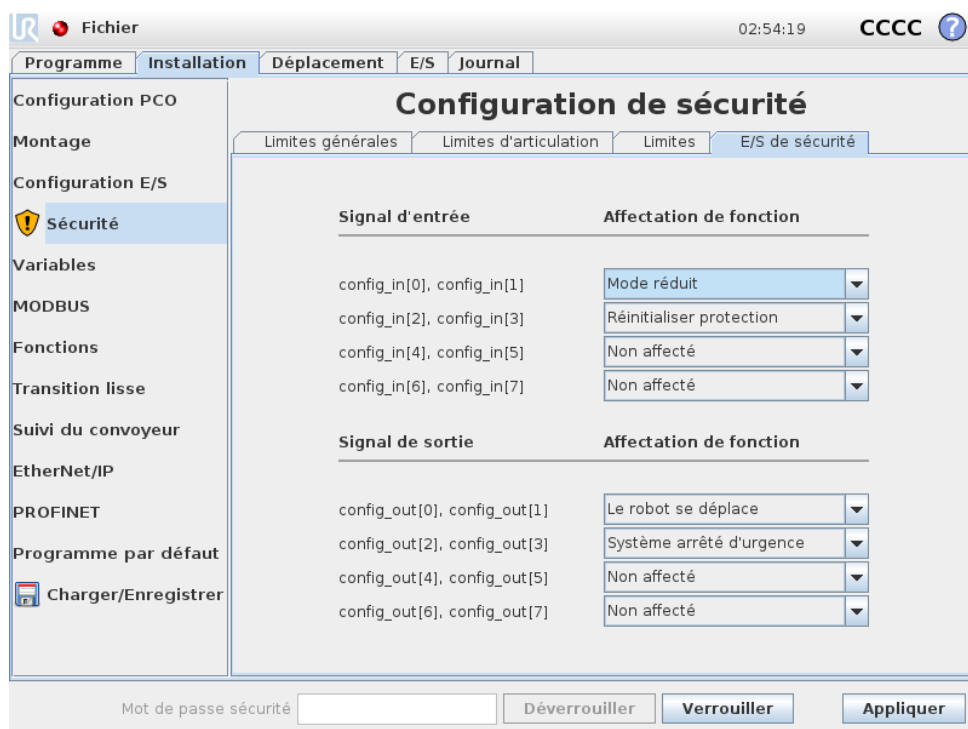 Fichier 02:54:19 CCCC ?
Programme Installation Déplacement E/S Journal
Configuration PCO
Montage
Configuration E/S
Sécurité
Variables
MODBUS
Fonctions
Transition lisse
Suivi du convoyeur
EtherNet/IP
PROFINET
Programme par défaut
Charger/Enregistrer
Configuration de sécurité
Limites générales Limites d'articulation Limites E/S de sécurité
Signal d'entrée Affectation de fonction
config_in[0], config_in[1] Mode réduit
config_in[2], config_in[3] Réinitialiser protection
config_in[4], config_in[5] Non affecté
config_in[6], config_in[7] Non affecté
Signal de sortie Affectation de fonction
config_out[0], config_out[1] Le robot se déplace
config_out[2], config_out[3] Système arrêté d'urgence
config_out[4], config_out[5] Non affecté
config_out[6], config_out[7] Non affecté
Mot de passe sécurité Déverrouiller Verrouiller Appliquer